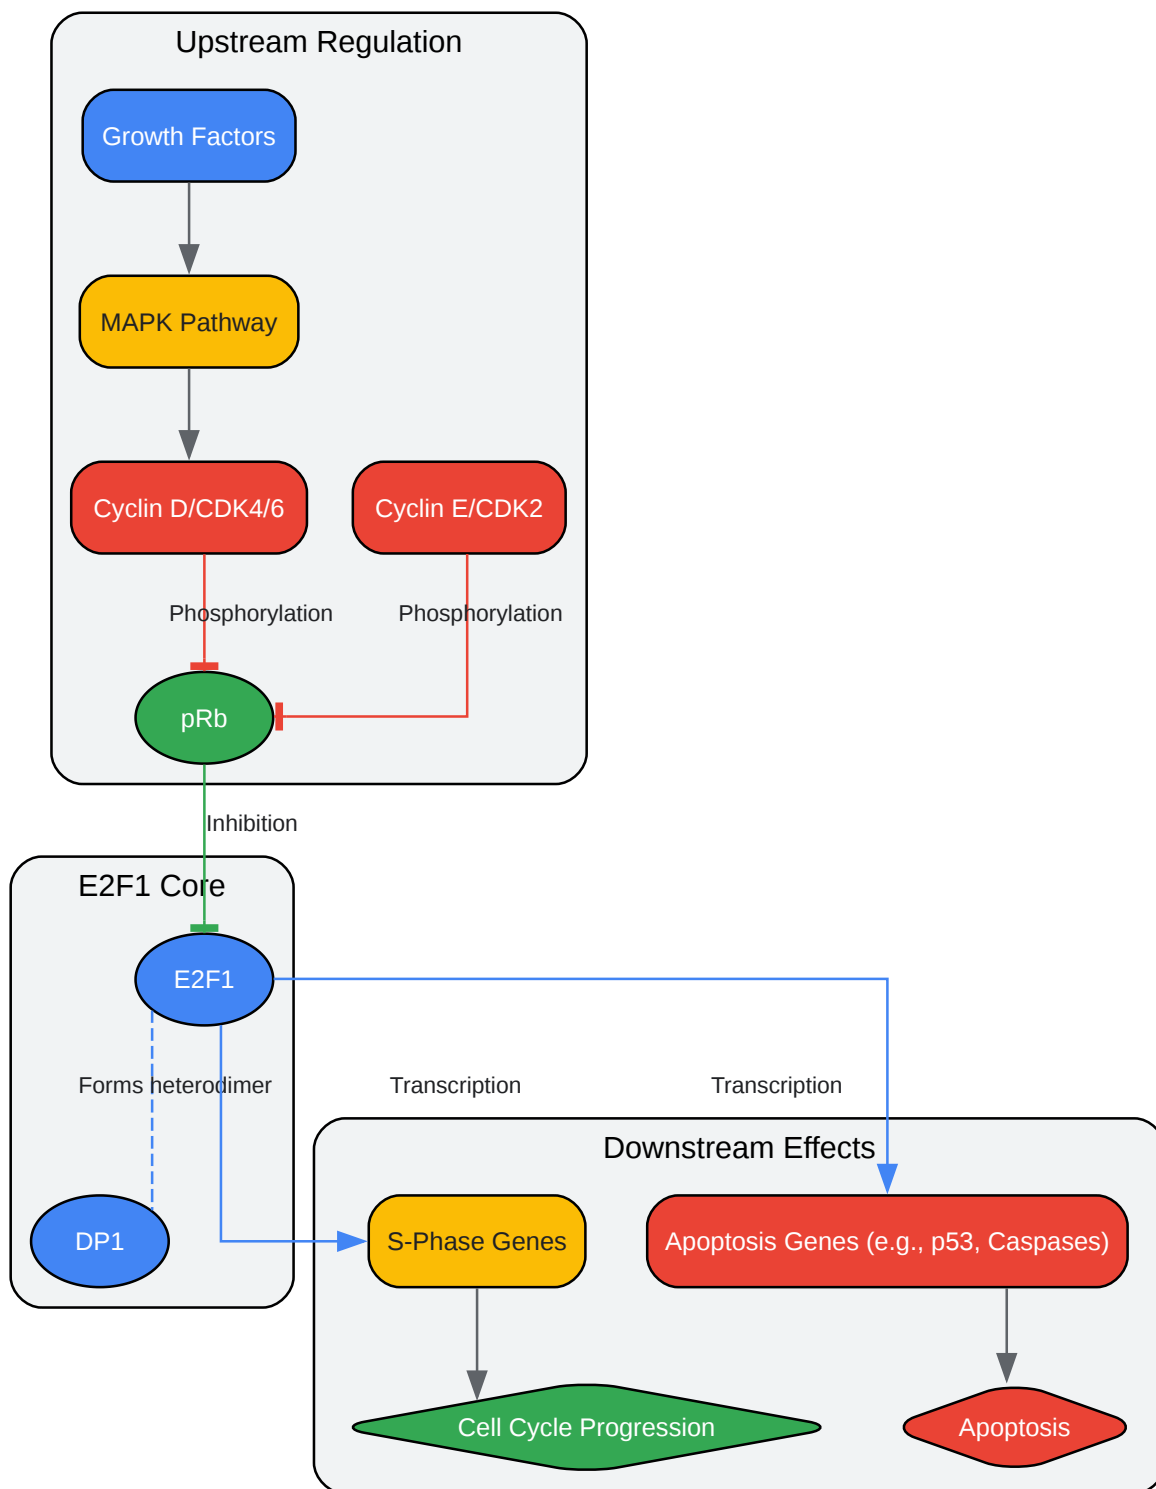 Upstream Regulation
Growth Factors
MAPK Pathway
Cyclin D/CDK4/6
Cyclin E/CDK2
Phosphorylation
Phosphorylation
pRb
Inhibition
E2F1 Core
E2F1
Forms heterodimer
Transcription
Transcription
Downstream Effects
DP1
S-Phase Genes
Apoptosis Genes (e.g., p53, Caspases)
Cell Cycle Progression
Apoptosis